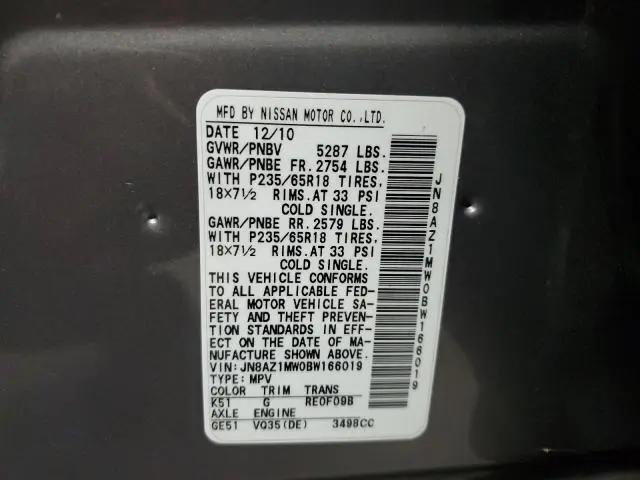 MFD BY NISSAN MOTOR CO.,LTD.
DATE 12/10
GVWR/PNBV 5287 LBS.
GAWR/PNBE FR. 2754 LBS.
WITH P235/65R18 TIRES,
18×7½ RIMS.AT 33 PSI
COLD SINGLE.
GAWR/PNBE RR. 2579 LBS.
WITH P235/65R18 TIRES,
18×7½ RIMS.AT 33 PSI
COLD SINGLE.
THIS VEHICLE CONFORMS
TO ALL APPLICABLE FED-
ERAL MOTOR VEHICLE SA-
FETY AND THEFT PREVEN-
TION STANDARDS IN EFF-
ECT ON THE DATE OF MA-
NUFACTURE SHOWN ABOVE.
VIN: JN8AZ1MW0BW166019
TYPE: MPV
COLOR TRIM TRANS
K51 G RE0F09B
AXLE ENGINE
GE51 VQ35(DE) 3498CC
JN8AZ1MW0BW166019